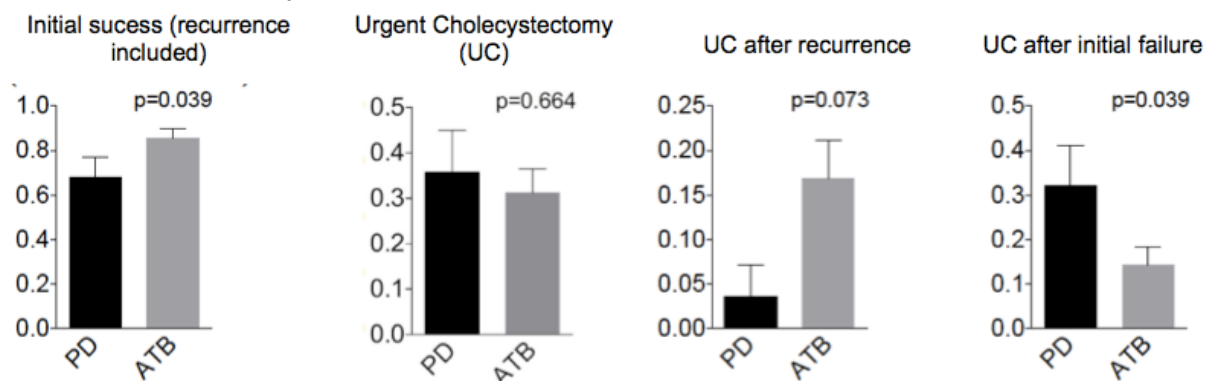 Initial sucess (recurrence
included)
p=0.039
1.0
0.8
0.6
0.4
0.2
0.0
PD
ATB
Urgent Cholecystectomy
(UC)
p=0.664
0.5
0.4
0.3
0.2
0.1
0.0
PD
ATB
UC after recurrence
p=0.073
0.25
0.20
0.15
0.10
0.05
0.00
PD
ATB
UC after initial failure
p=0.039
0.5
0.4
0.3
0.2
0.1
0.0
PD
ATB